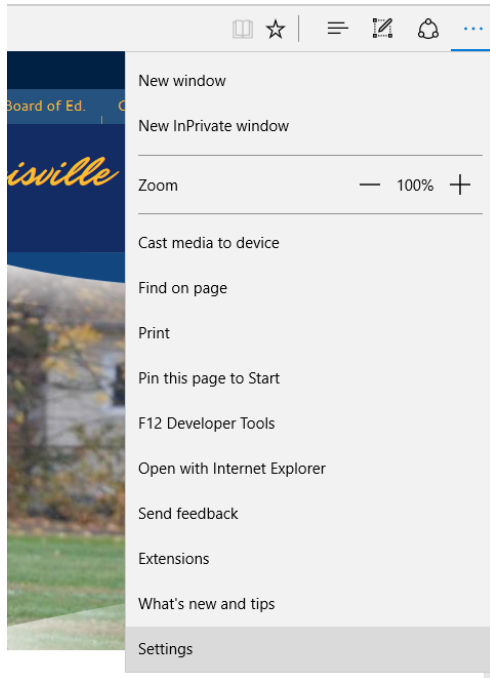 New window
Board of Ed.
New InPrivate window
isville
Zoom 100%
Cast media to device
Find on page
Print
Pin this page to Start
F12 Developer Tools
Open with Internet Explorer
Send feedback
Extensions
What's new and tips
Settings